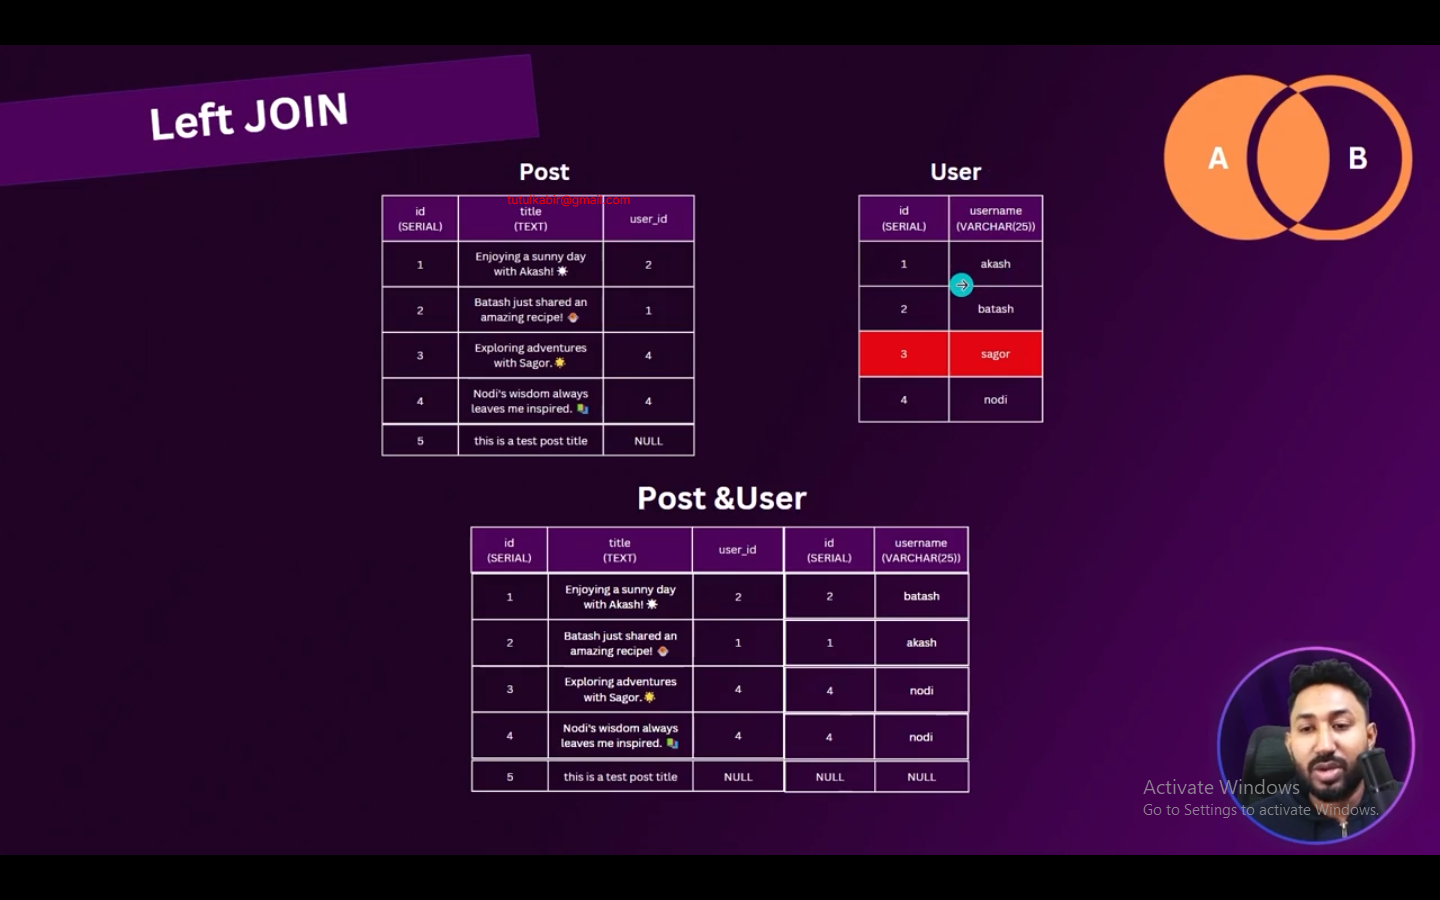 Left JOIN
A
B
Post
User
tutulkabir@gmail.com
id
(SERIAL)
title
(TEXT)
user_id
1
Enjoying a sunny day
with Akash! ☀
2
2
Batash just shared an
amazing recipe!
1
3
Exploring adventures
with Sagor. 🌟
4
4
Nodi's wisdom always
leaves me inspired.
4
5
this is a test post title
NULL
id
(SERIAL)
username
(VARCHAR(25))
1
akash
2
batash
3
sagor
4
nodi
Post &User
id
(SERIAL)
title
(TEXT)
user_id
id
(SERIAL)
username
(VARCHAR(25))
1
Enjoying a sunny day
with Akash! ☀
2
2
batash
2
Batash just shared an
amazing recipe!
1
1
akash
3
Exploring adventures
with Sagor. 🌟
4
4
nodi
4
Nodi's wisdom always
leaves me inspired.
4
4
nodi
5
this is a test post title
NULL
NULL
NULL
Activate Windows
Go to Settings to activate Windows.